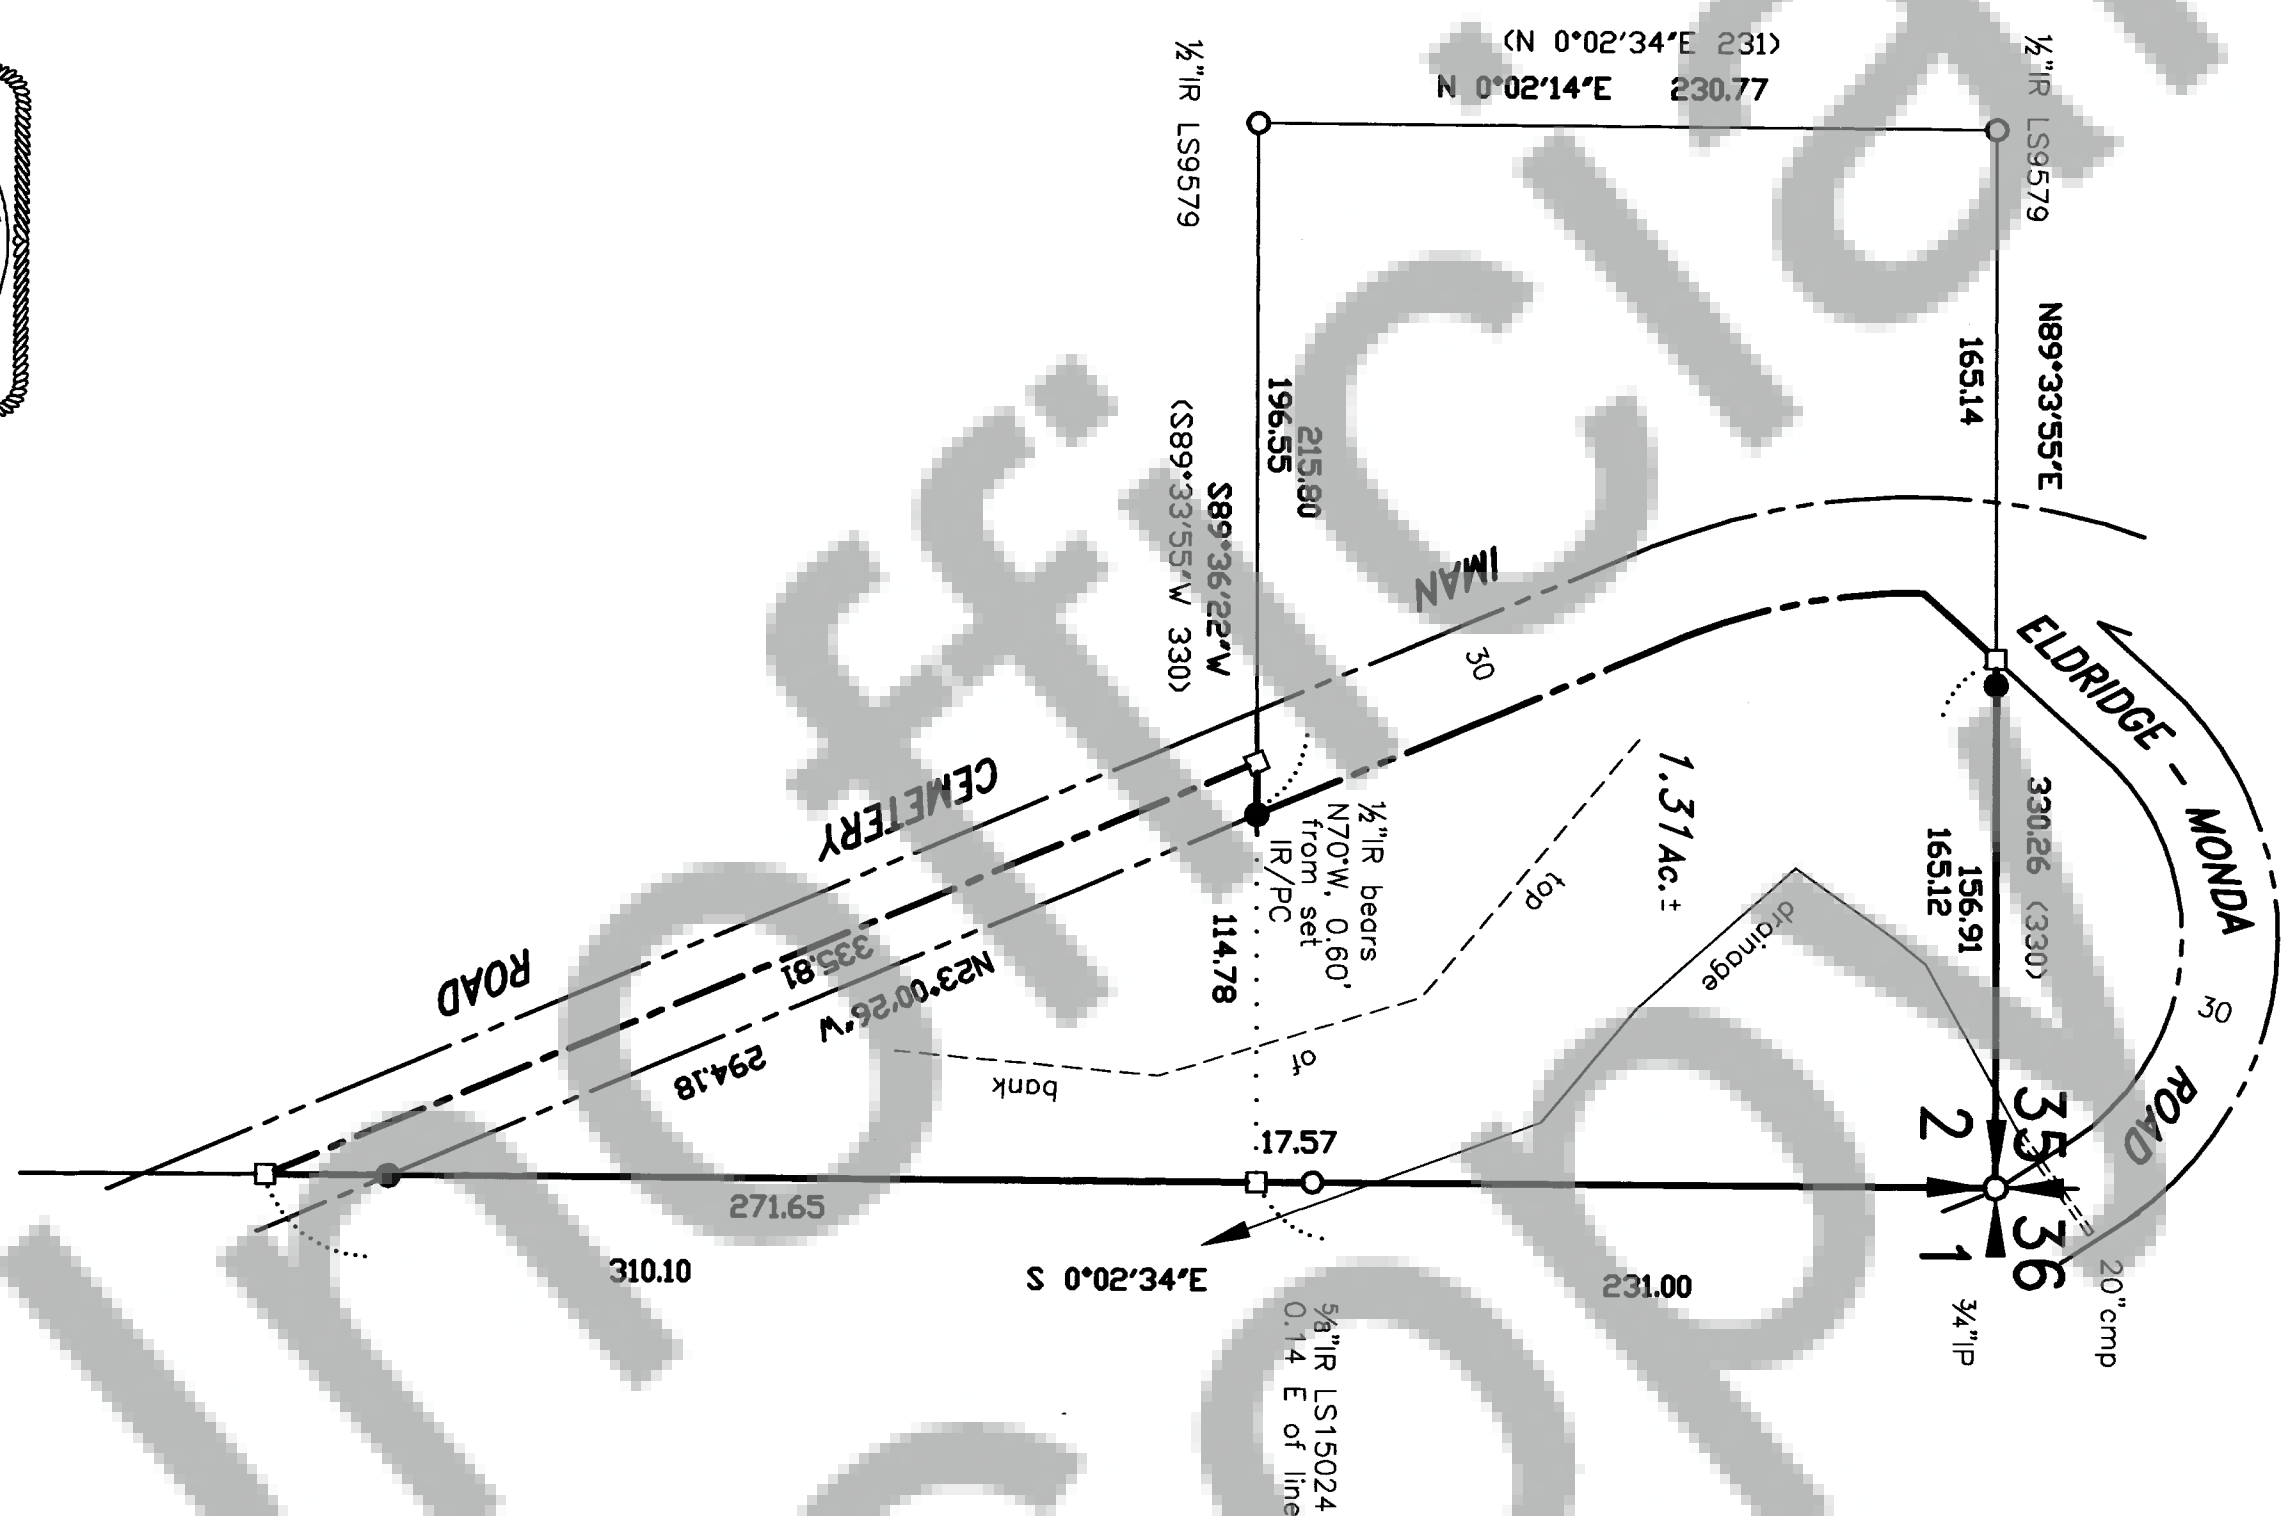 (N 0°02'34"E 231)
N 0°02'14"E 230.77
½"IR LS9579
½"IR LS9579
N89°33'55"E
165.14
196.55
215.80
S89°36'22"W
(S89°33'55"W 330)
IMAN
30
CEMETERY
ROAD
ELDRIDGE - MONDA
ROAD
30
330.26 (330)
156.91
165.12
1.31 Ac.±
½"IR bears
N70°W, 0.60'
from set
IR/PC
114.78
top
of
bank
drainage
335.81
N23°00'26"W
294.18
17.57
271.65
310.10
S 0°02'34"E
231.00
2
35
1
36
20"cmp
¾"IP
⅝"IR LS15024
0.14 E of line
Unofficial
Copy